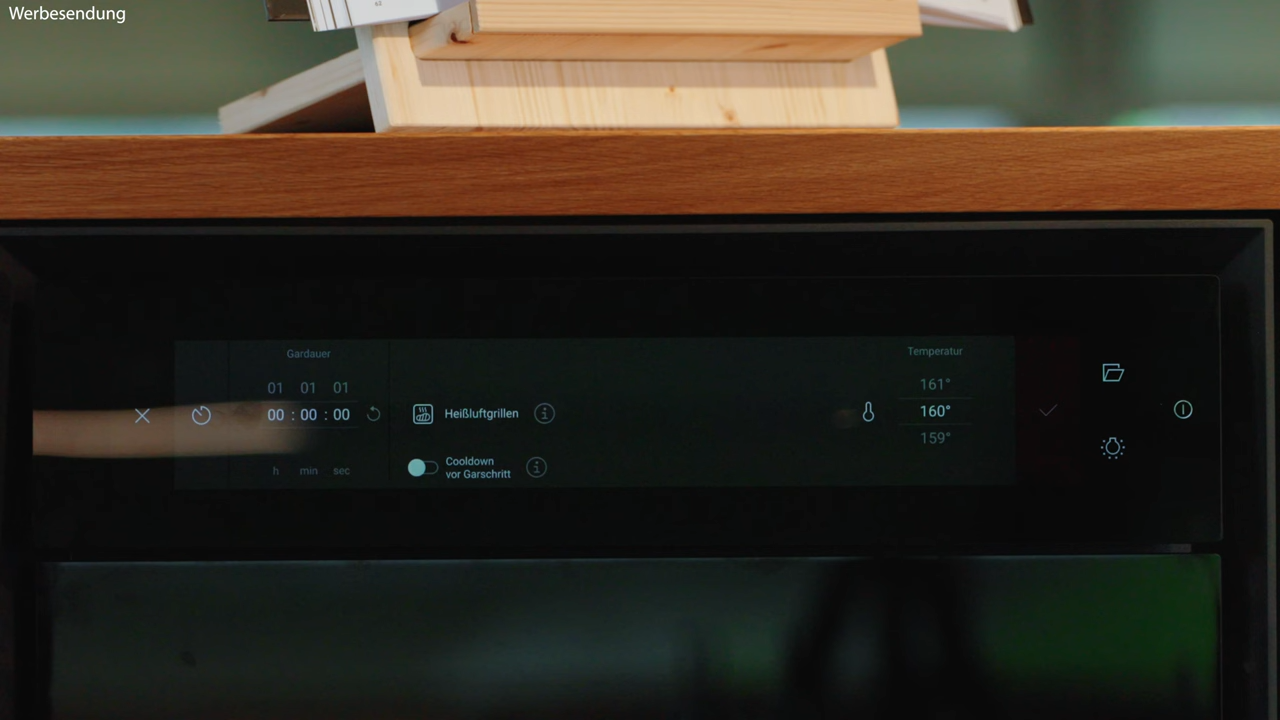 Werbesendung
Gardauer
01 01 01
00 : 00 : 00
h min sec
Heißluftgrillen
Cooldown
vor Garschritt
Temperatur
161°
160°
159°